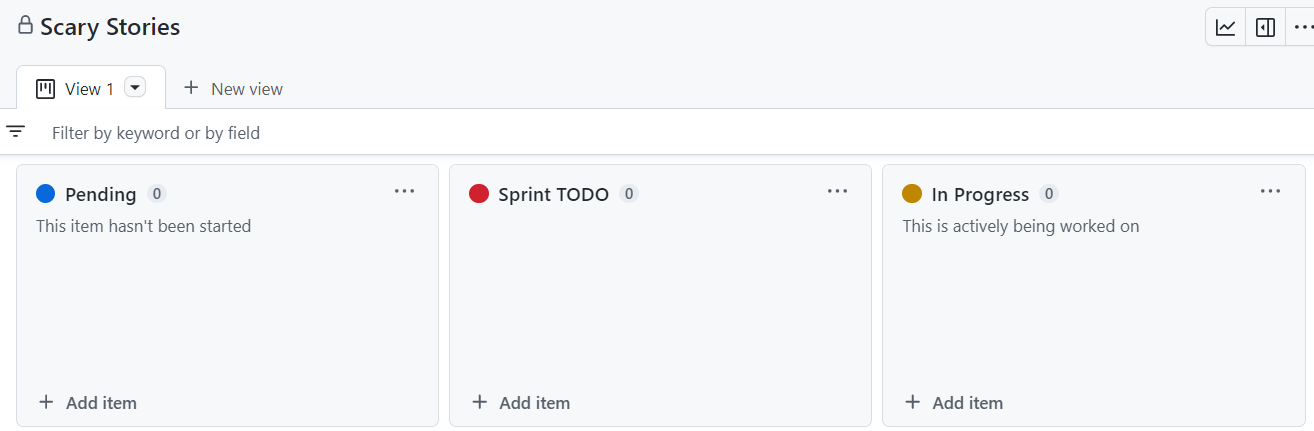 Scary Stories
View 1
New view
Filter by keyword or by field
Pending 0
This item hasn't been started
Add item
Sprint TODO 0
Add item
In Progress 0
This is actively being worked on
Add item